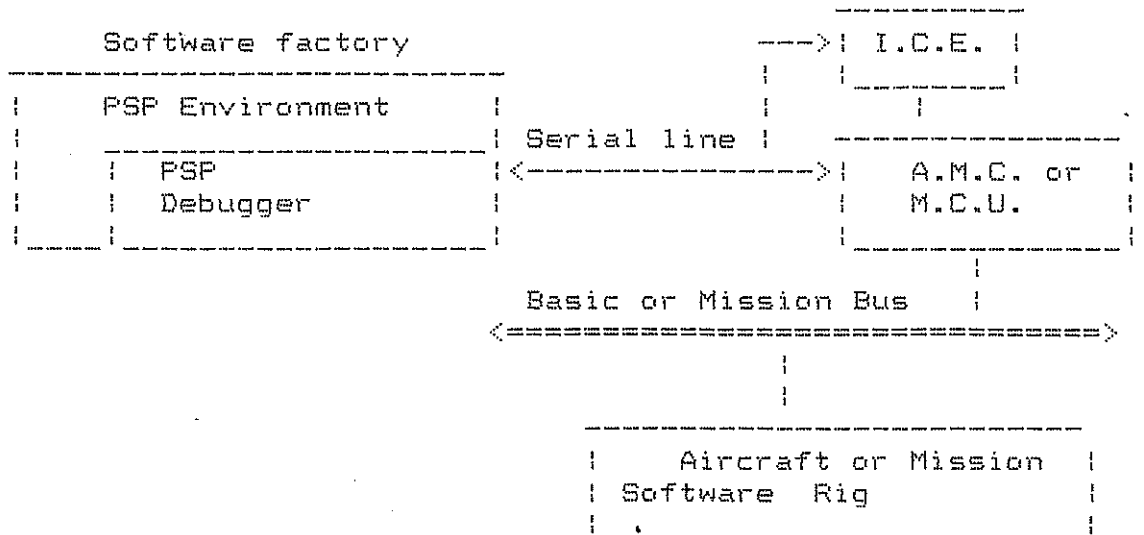 Software factory
I.C.E.
PSP Environment
Serial line
PSP
Debugger
A.M.C. or
M.C.U.
Basic or Mission Bus
Aircraft or Mission
Software Rig